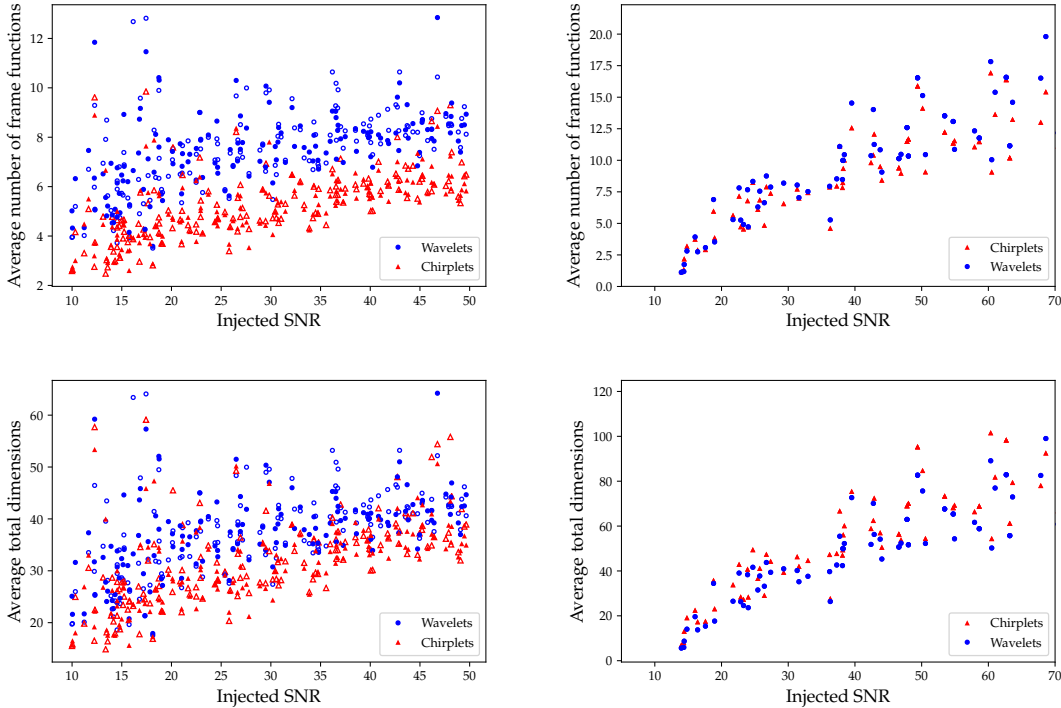 Average number of frame functions
12
10
8
6
4
2
10 15 20 25 30 35 40 45 50
Injected SNR
Wavelets
Chirplets
Average number of frame functions
20.0
17.5
15.0
12.5
10.0
7.5
5.0
2.5
0.0
10 20 30 40 50 60 70
Injected SNR
Chirplets
Wavelets
Average total dimensions
60
50
40
30
20
10 15 20 25 30 35 40 45 50
Injected SNR
Wavelets
Chirplets
Average total dimensions
120
100
80
60
40
20
0
10 20 30 40 50 60 70
Injected SNR
Chirplets
Wavelets